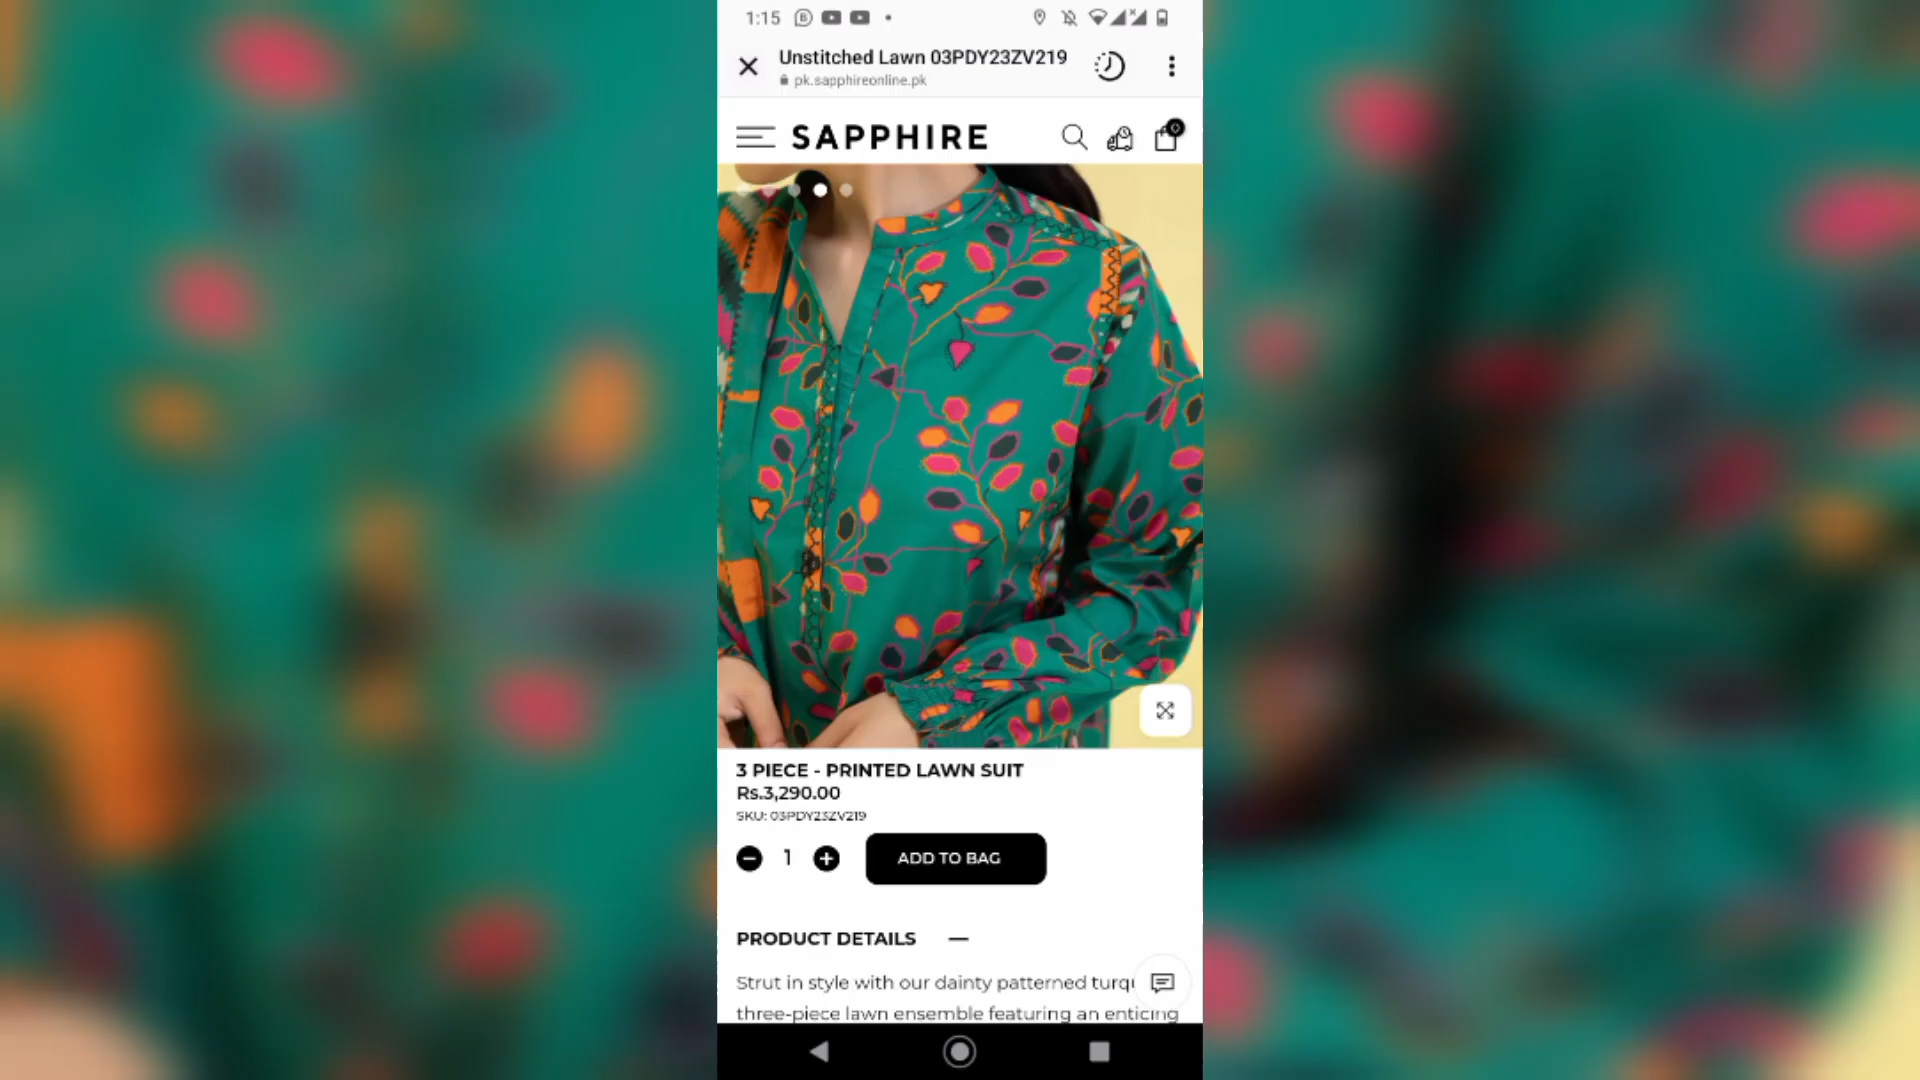 1:15
Unstitched Lawn 03PDY23ZV219
pk.sapphireonline.pk
SAPPHIRE
0
3 PIECE - PRINTED LAWN SUIT
Rs.3,290.00
SKU: 03PDY23ZV219
1
ADD TO BAG
PRODUCT DETAILS
Strut in style with our dainty patterned turqu
three-piece lawn ensemble featuring an enticing